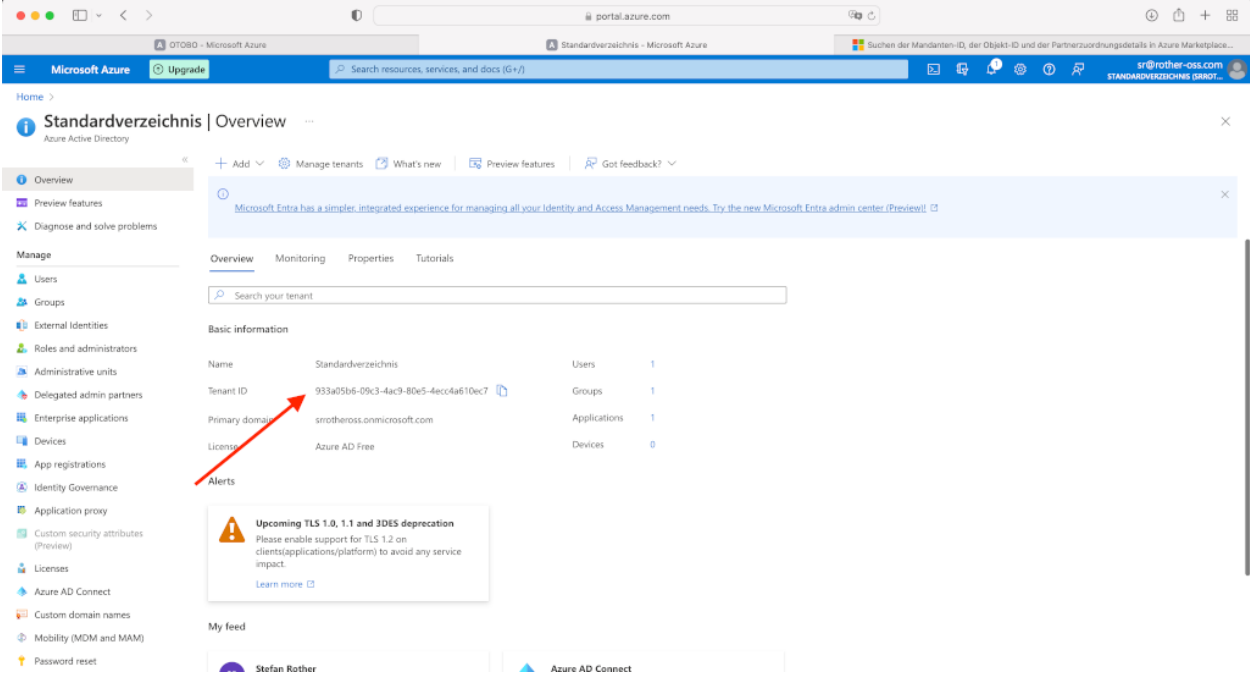 portal.azure.com
OTOBO - Microsoft Azure
Standardverzeichnis - Microsoft Azure
Suchen der Mandanten-ID, der Objekt-ID und der Partnerzuordnungsdetails in Azure Marketplace...
Microsoft Azure
Upgrade
Search resources, services, and docs (G+/)
1
sr@rother-oss.com
STANDARDVERZEICHNIS (SRROT...
Home >
Standardverzeichnis | Overview ...
Azure Active Directory
Add
Manage tenants
What's new
Preview features
Got feedback?
Overview
Preview features
Diagnose and solve problems
Manage
Users
Groups
External Identities
Roles and administrators
Administrative units
Delegated admin partners
Enterprise applications
Devices
App registrations
Identity Governance
Application proxy
Custom security attributes
(Preview)
Licenses
Azure AD Connect
Custom domain names
Mobility (MDM and MAM)
Password reset
Microsoft Entra has a simpler, integrated experience for managing all your Identity and Access Management needs. Try the new Microsoft Entra admin center (Preview)!
Overview Monitoring Properties Tutorials
Search your tenant
Basic information
Name Standardverzeichnis Users 1
Tenant ID 933a05b6-09c3-4ac9-80e5-4ecc4a610ec7 Groups 1
Primary domain srrotheross.onmicrosoft.com Applications 1
License Azure AD Free Devices 0
Alerts
Upcoming TLS 1.0, 1.1 and 3DES deprecation
Please enable support for TLS 1.2 on
clients(applications/platform) to avoid any service
impact.
Learn more
My feed
Stefan Rother
Azure AD Connect